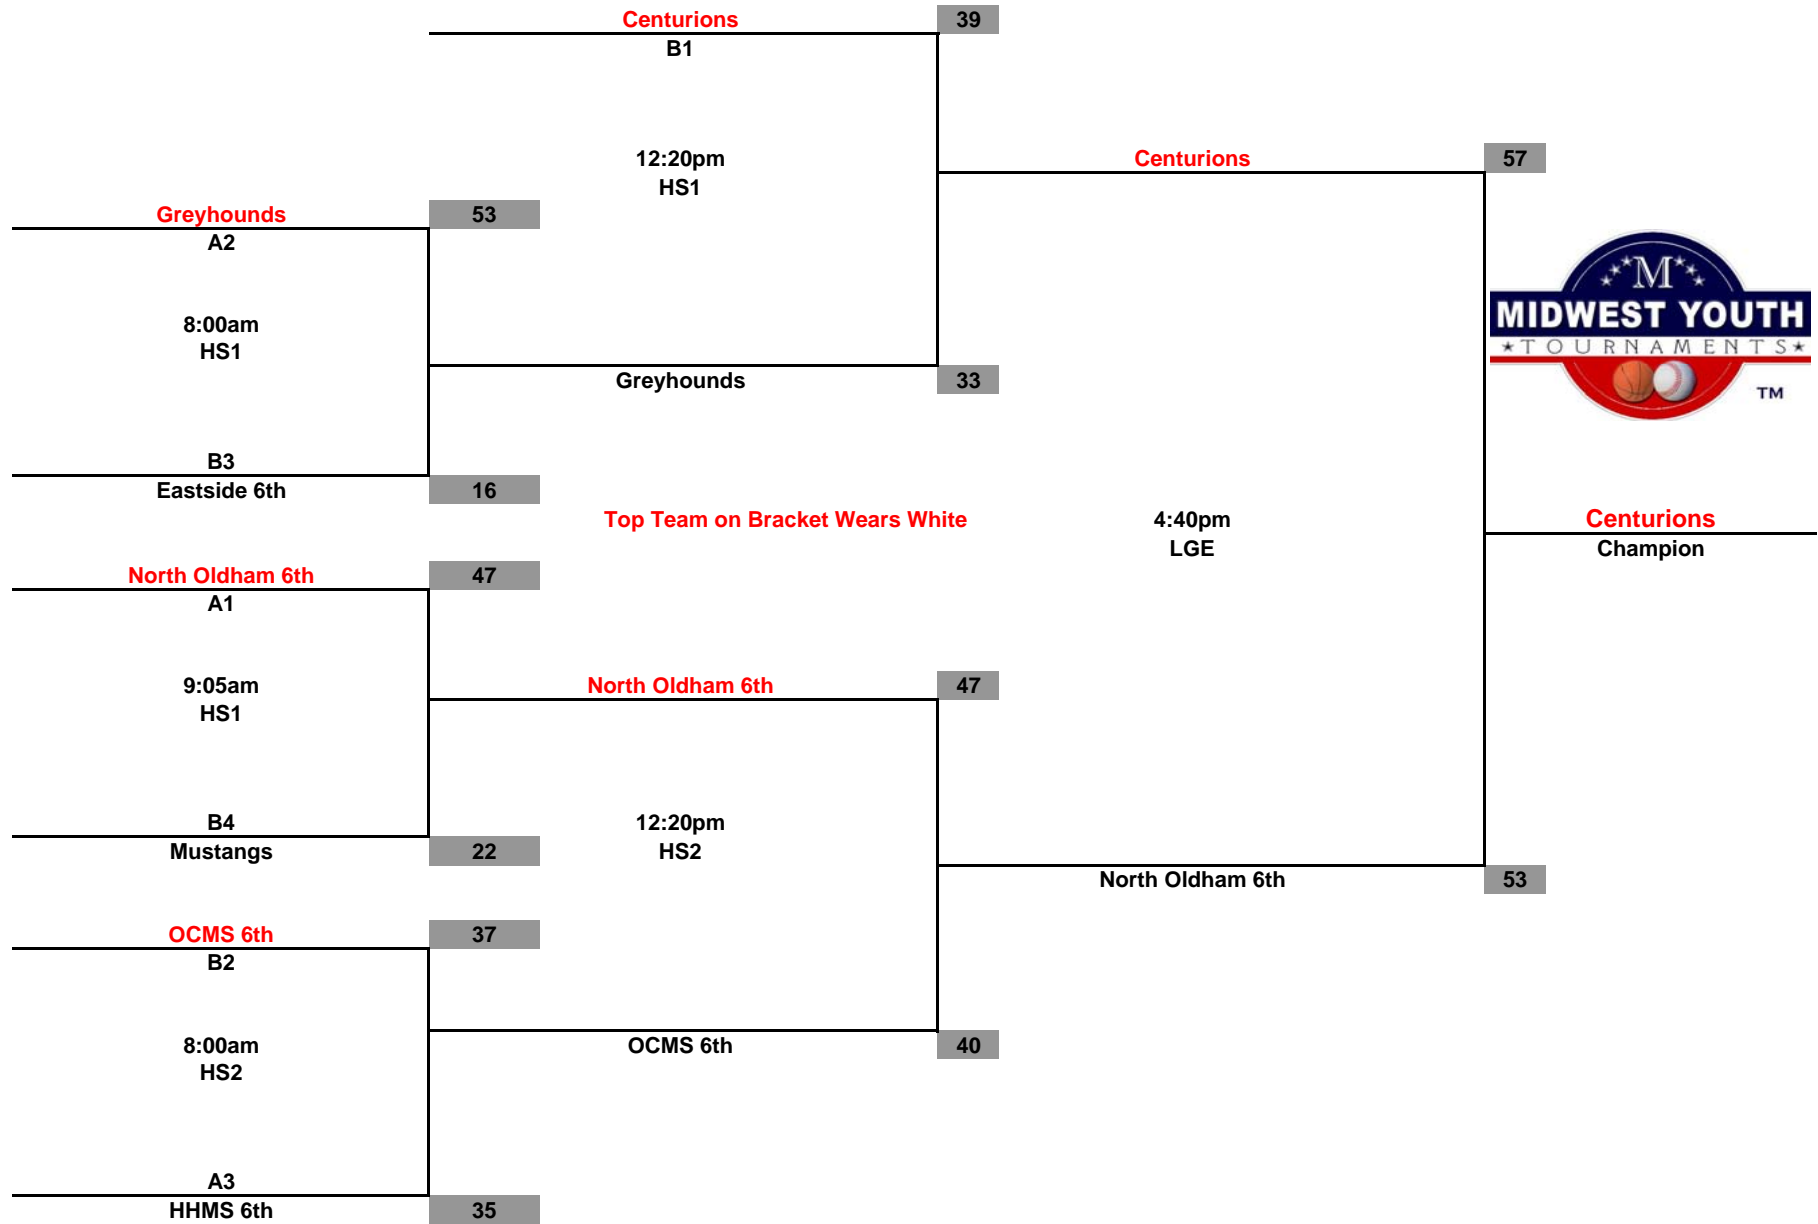 Centurions 39
B1
12:20pm
HS1
Centurions 57
Greyhounds 53
A2
8:00am
HS1
M
MIDWEST YOUTH
TOURNAMENTS
TM
Greyhounds 33
B3
Eastside 6th 16
Top Team on Bracket Wears White
4:40pm
LGE
Centurions
Champion
North Oldham 6th 47
A1
9:05am
HS1
North Oldham 6th 47
B4
Mustangs 22
12:20pm
HS2
North Oldham 6th 53
OCMS 6th 37
B2
8:00am
HS2
OCMS 6th 40
A3
HHMS 6th 35